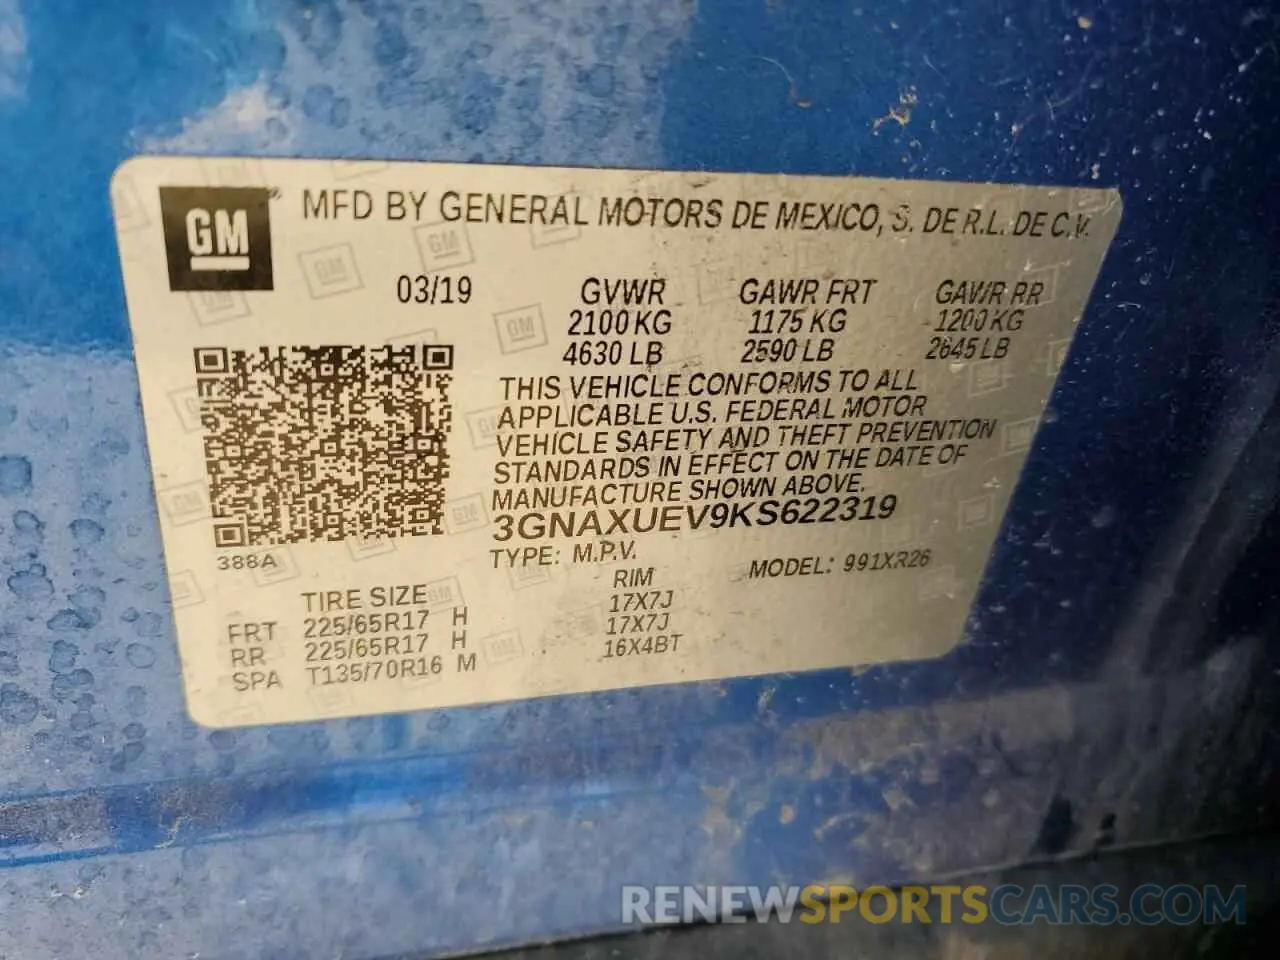 GM
MFD BY GENERAL MOTORS DE MEXICO, S. DE R.L. DE C.V.
03/19
GVWR GAWR FRT GAWR RR
2100 KG 1175 KG 1200 KG
4630 LB 2590 LB 2645 LB
THIS VEHICLE CONFORMS TO ALL
APPLICABLE U.S. FEDERAL MOTOR
VEHICLE SAFETY AND THEFT PREVENTION
STANDARDS IN EFFECT ON THE DATE OF
MANUFACTURE SHOWN ABOVE.
3GNAXUEV9KS622319
388A
TYPE: M.P.V. MODEL: 991XR26
TIRE SIZE RIM
FRT 225/65R17 H 17X7J
RR 225/65R17 H 17X7J
SPA T135/70R16 M 16X4BT
RENEWSPORTSCARS.COM